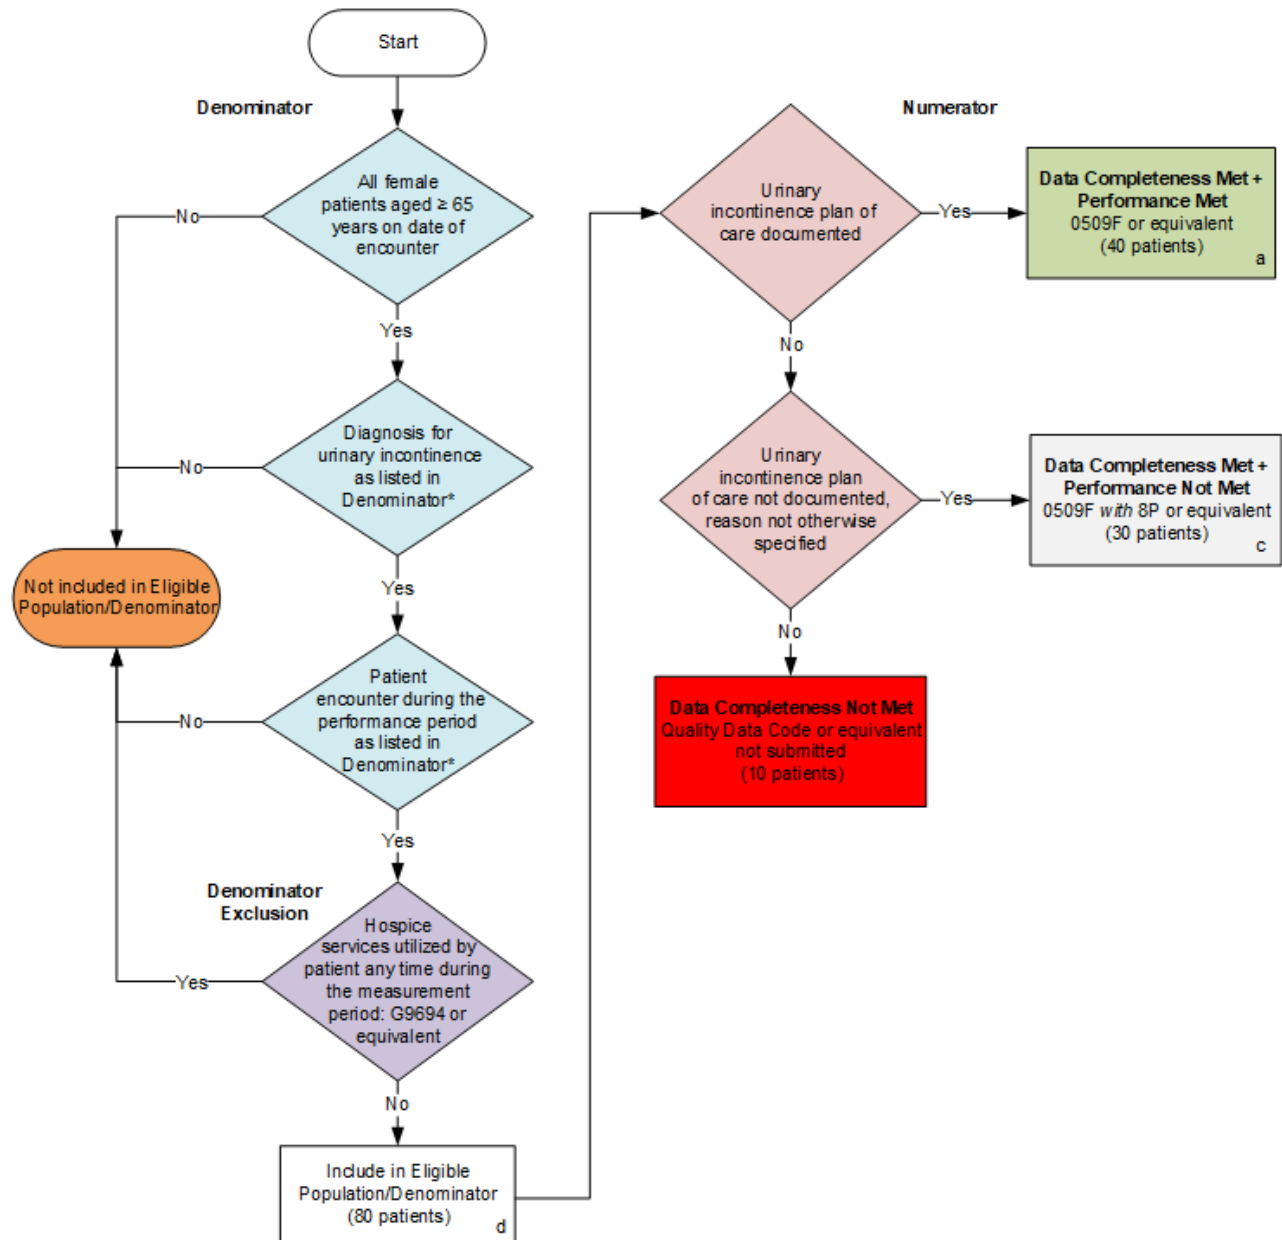 Start
Denominator
All female
patients aged ≥ 65
years on date of
encounter
No
Yes
Diagnosis for
urinary incontinence
as listed in
Denominator*
No
Yes
Not included in Eligible
Population/Denominator
Patient
encounter during the
performance period
as listed in
Denominator*
No
Yes
Denominator
Exclusion
Hospice
services utilized by
patient any time during
the measurement
period: G9694 or
equivalent
Yes
No
Include in Eligible
Population/Denominator
(80 patients)
d
Numerator
Urinary
incontinence plan of
care documented
Yes
Data Completeness Met +
Performance Met
0509F or equivalent
(40 patients)
a
No
Urinary
incontinence plan
of care not documented,
reason not otherwise
specified
Yes
Data Completeness Met +
Performance Not Met
0509F with 8P or equivalent
(30 patients)
c
No
Data Completeness Not Met
Quality Data Code or equivalent
not submitted
(10 patients)